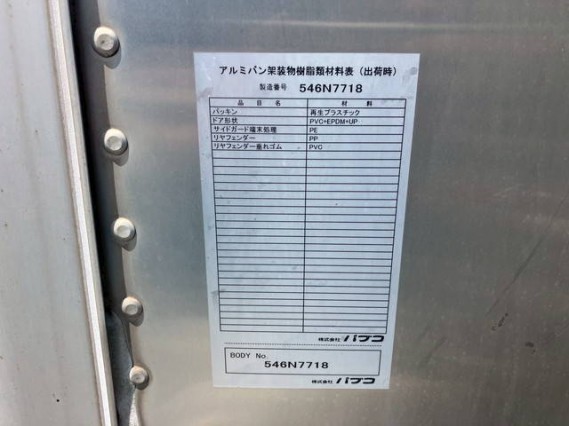 アルミバン架装物樹脂類材料表（出荷時）
製造番号 546N7718
品目名 材料
パッキン 再生プラスチック
ドア形状 PVC+EPDM+UP
サイドガード端末処理 PE
リヤフェンダー PP
リヤフェンダー垂れゴム PVC
株式会社 パブコ
BODY No.
546N7718
株式会社 パブコ